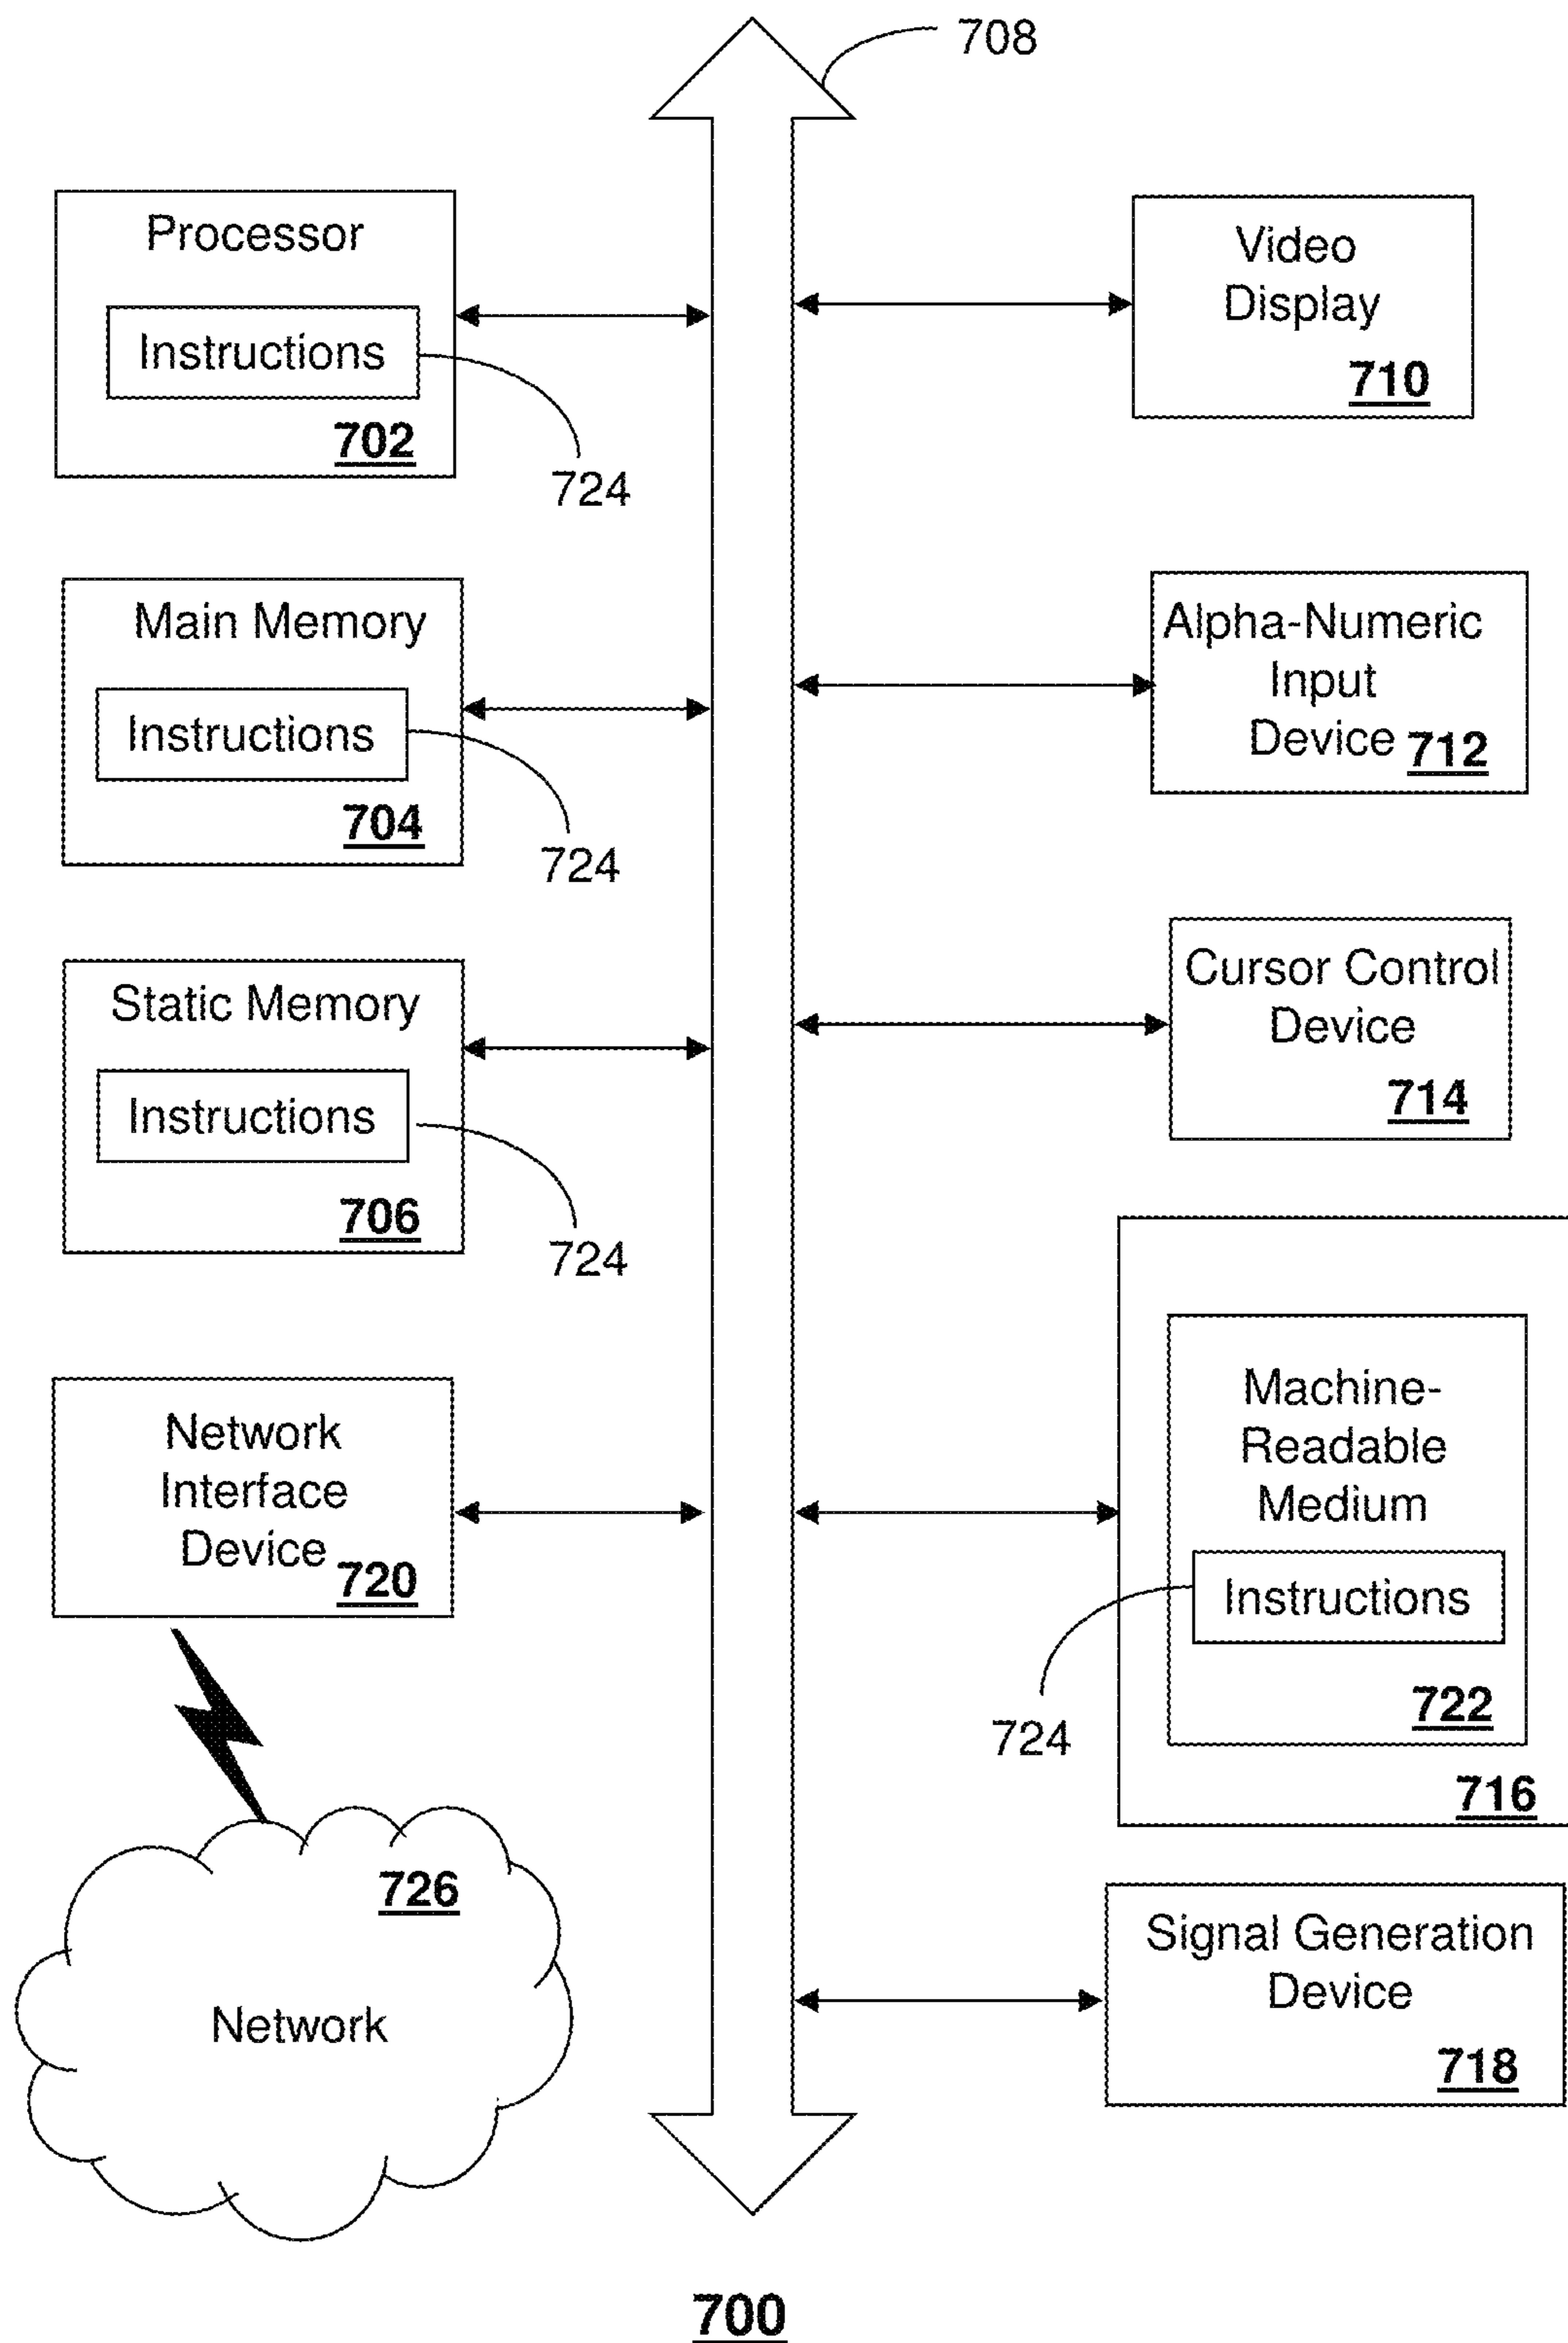 708
Processor
Instructions
702
724
Main Memory
Instructions
704
724
Static Memory
Instructions
706
724
Network
Interface
Device
720
726
Network
Video
Display
710
Alpha-Numeric
Input
Device
712
Cursor Control
Device
714
Machine-
Readable
Medium
Instructions
722
724
716
Signal Generation
Device
718
700